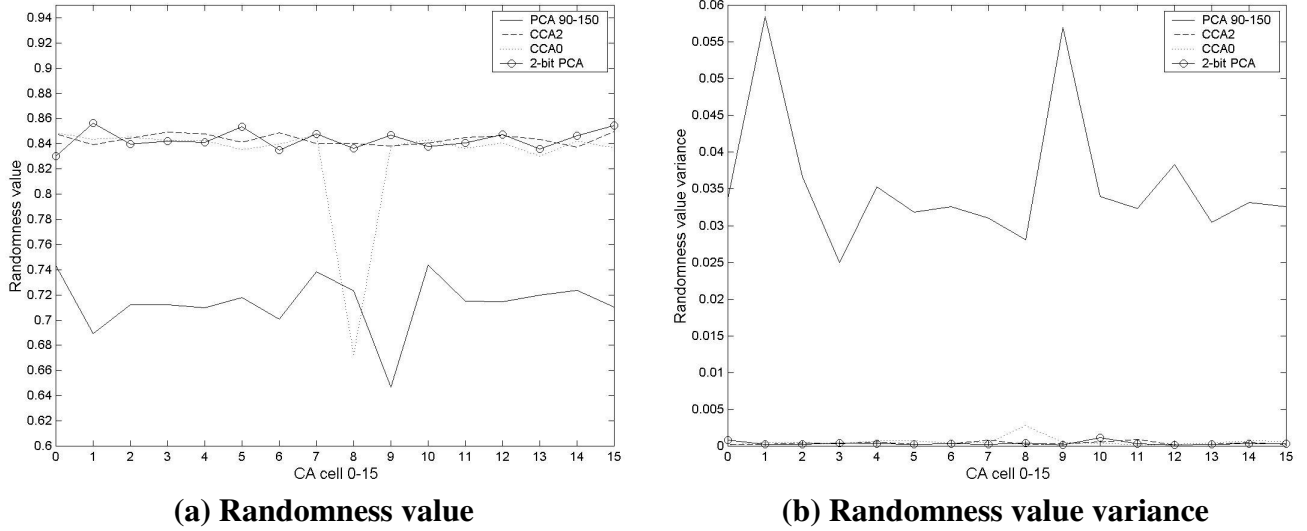 0.94
0.92
0.9
0.88
0.86
0.84
0.82
0.8
0.78
0.76
0.74
0.72
0.7
0.68
0.66
0.64
0.62
0.6
Randomness value
0 1 2 3 4 5 6 7 8 9 10 11 12 13 14 15
CA cell 0-15
PCA 90-150
CCA2
CCA0
2-bit PCA
(a) Randomness value
0.06
0.055
0.05
0.045
0.04
0.035
0.03
0.025
0.02
0.015
0.01
0.005
0
Randomness value variance
0 1 2 3 4 5 6 7 8 9 10 11 12 13 14 15
CA cell 0-15
PCA 90-150
CCA2
CCA0
2-bit PCA
(b) Randomness value variance